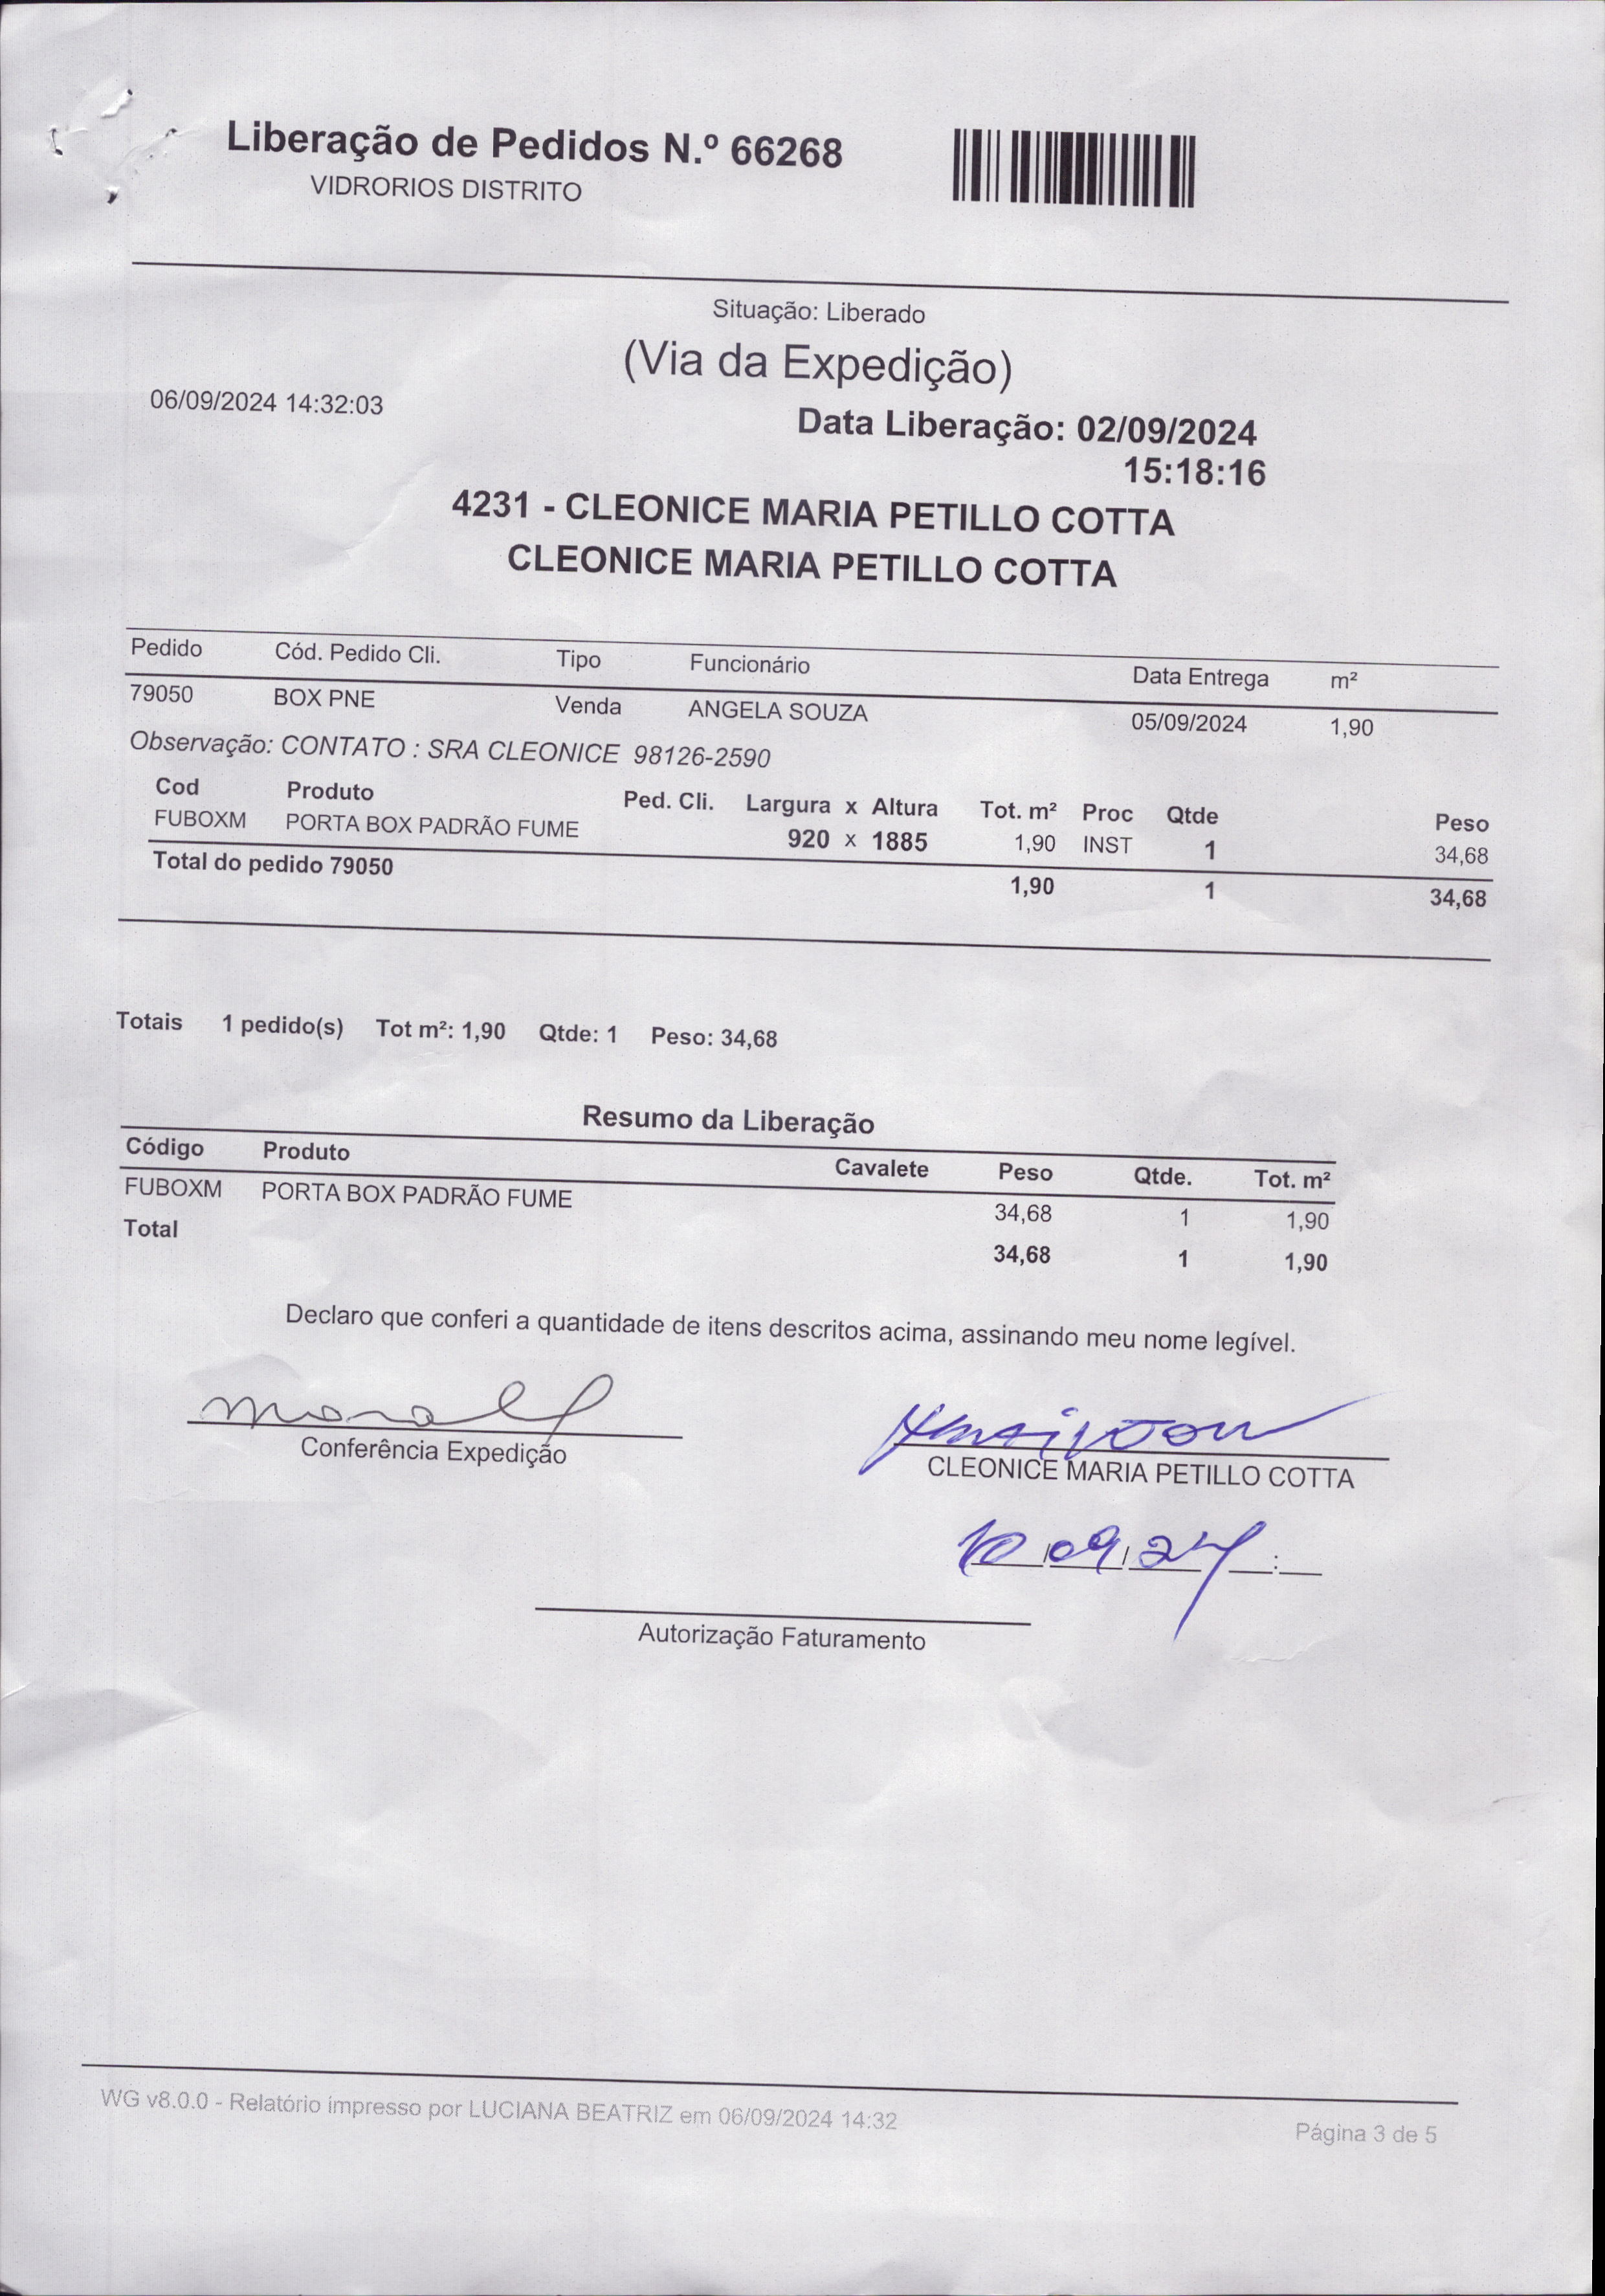 Liberação de Pedidos N.º 66268
VIDRORIOS DISTRITO
Situação: Liberado
(Via da Expedição)
06/09/2024 14:32:03
Data Liberação: 02/09/2024
15:18:16
4231 - CLEONICE MARIA PETILLO COTTA
CLEONICE MARIA PETILLO COTTA
Pedido Cód. Pedido Cli. Tipo Funcionário Data Entrega m²
79050 BOX PNE Venda ANGELA SOUZA 05/09/2024 1,90
Observação: CONTATO : SRA CLEONICE 98126-2590
Cod Produto Ped. Cli. Largura x Altura Tot. m² Proc Qtde Peso
FUBOXM PORTA BOX PADRÃO FUME 920 x 1885 1,90 INST 1 34,68
Total do pedido 79050 1,90 1 34,68
Totais 1 pedido(s) Tot m²: 1,90 Qtde: 1 Peso: 34,68
Resumo da Liberação
Código Produto Cavalete Peso Qtde. Tot. m²
FUBOXM PORTA BOX PADRÃO FUME 34,68 1 1,90
Total 34,68 1 1,90
Declaro que conferi a quantidade de itens descritos acima, assinando meu nome legível.
Conferência Expedição
CLEONICE MARIA PETILLO COTTA
10/09/24 :
Autorização Faturamento
WG v8.0.0 - Relatório impresso por LUCIANA BEATRIZ em 06/09/2024 14:32
Página 3 de 5